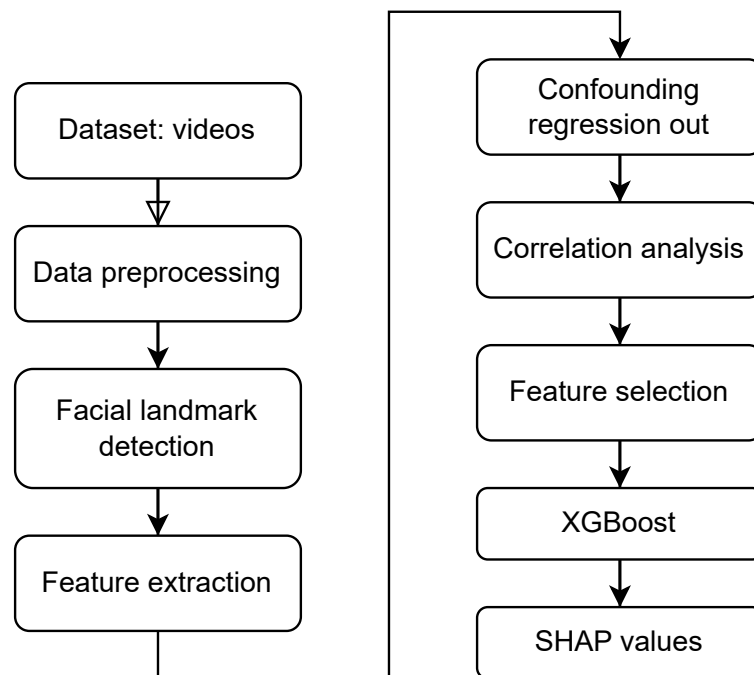 Dataset: videos
Data preprocessing
Facial landmark
detection
Feature extraction
Confounding
regression out
Correlation analysis
Feature selection
XGBoost
SHAP values